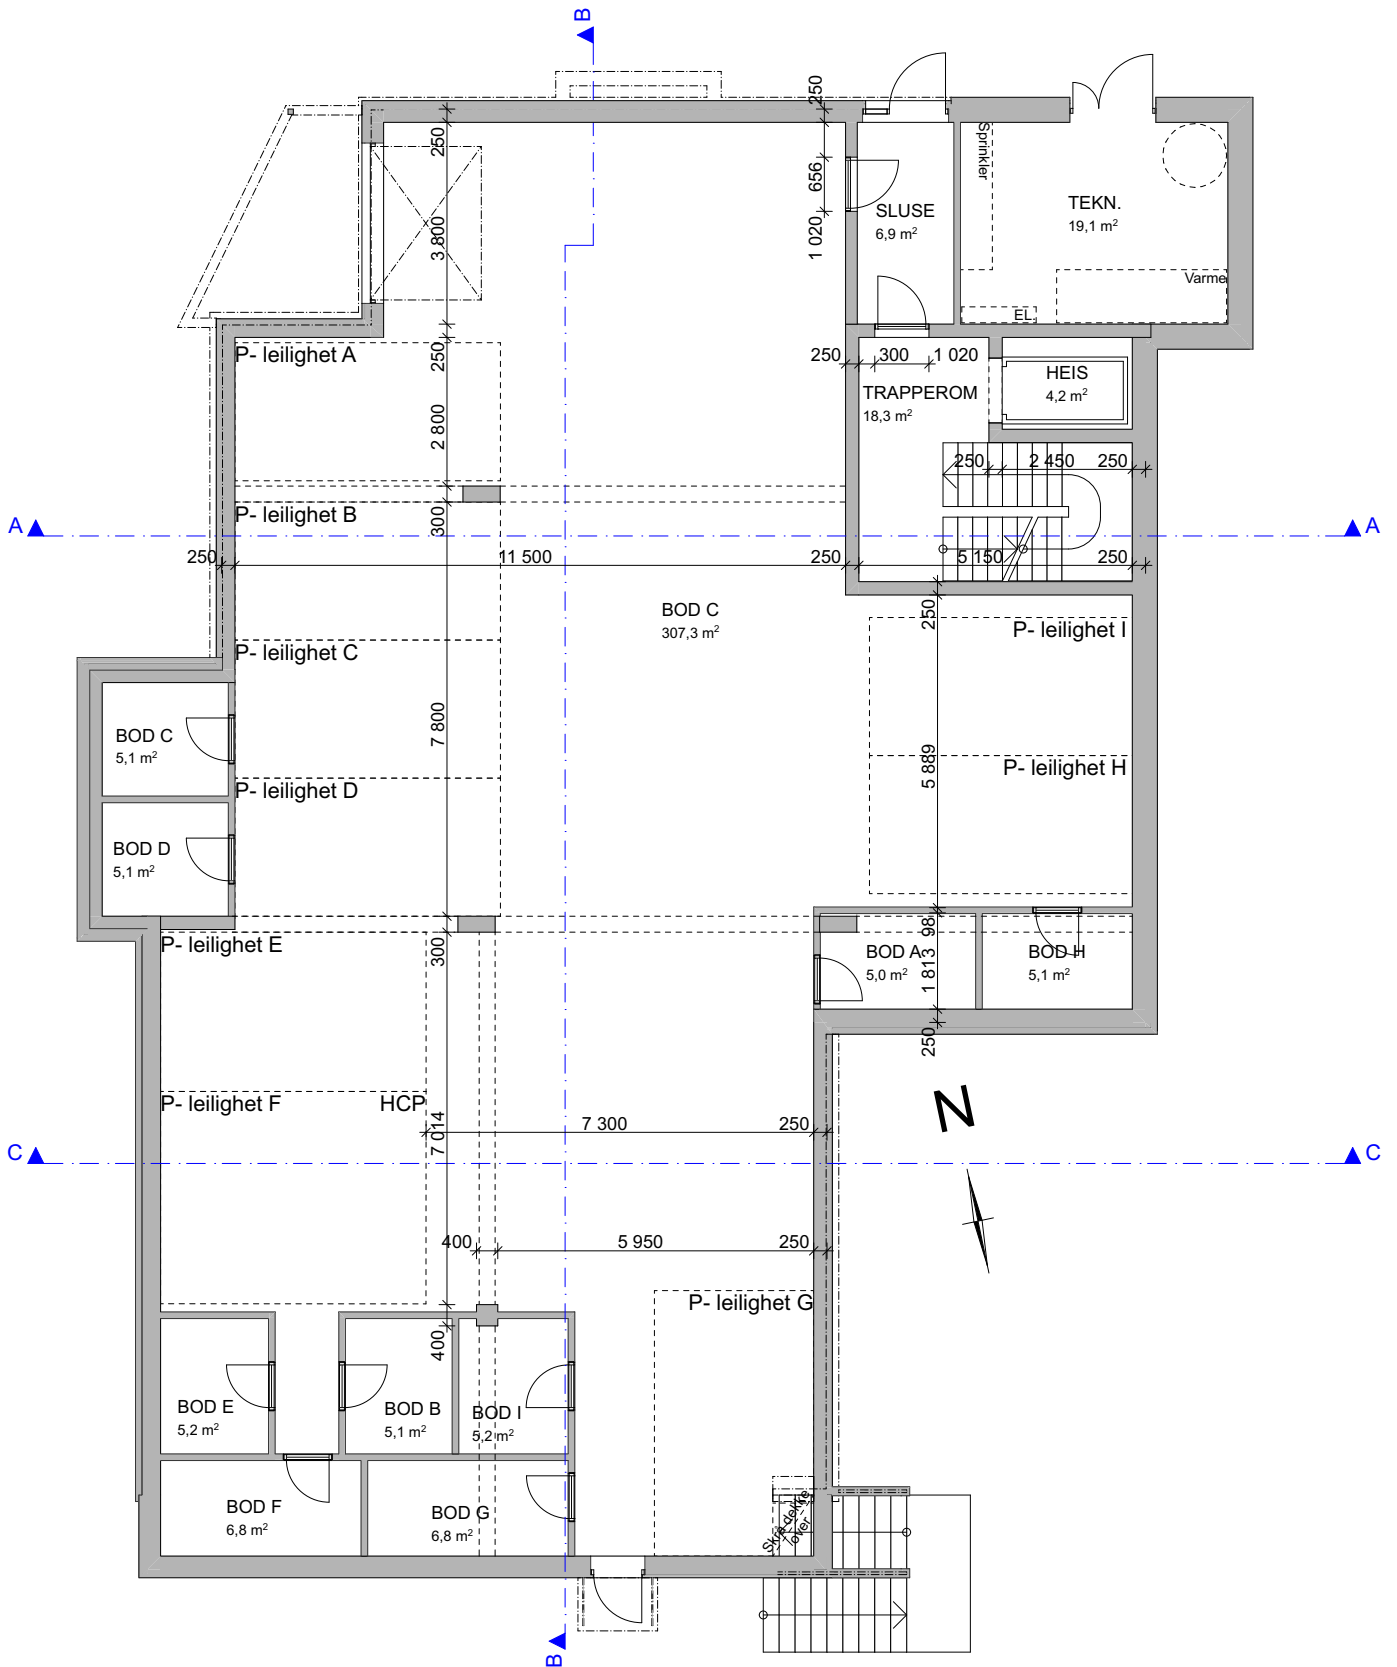 B
250
Sprinkler
250
656
SLUSE
6,9 m²
TEKN.
19,1 m²
3 800
1 020
Varme
EL.
P- leilighet A
250
250
300
1 020
HEIS
4,2 m²
TRAPPEROM
18,3 m²
2 800
250
2 450
250
P- leilighet B
300
A
A
250
11 500
250
5 150
250
BOD C
307,3 m²
250
P- leilighet I
P- leilighet C
BOD C
5,1 m²
7 800
5 889
P- leilighet H
P- leilighet D
BOD D
5,1 m²
P- leilighet E
300
98
BOD A
5,0 m²
BOD H
5,1 m²
1 813
250
P- leilighet F
HCP
N
7 014
7 300
250
C
C
400
5 950
250
P- leilighet G
400
BOD E
5,2 m²
BOD B
5,1 m²
BOD I
5,2 m²
BOD F
6,8 m²
BOD G
6,8 m²
Skrå dekke
over
B